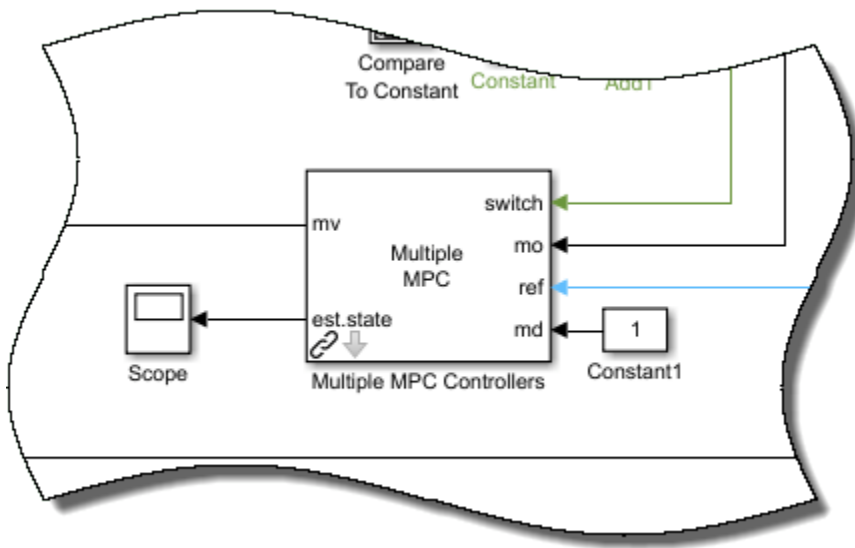 Compare
To Constant
Constant
Add1
switch
mv
mo
Multiple
MPC
ref
est.state
md
1
Scope
Multiple MPC Controllers
Constant1